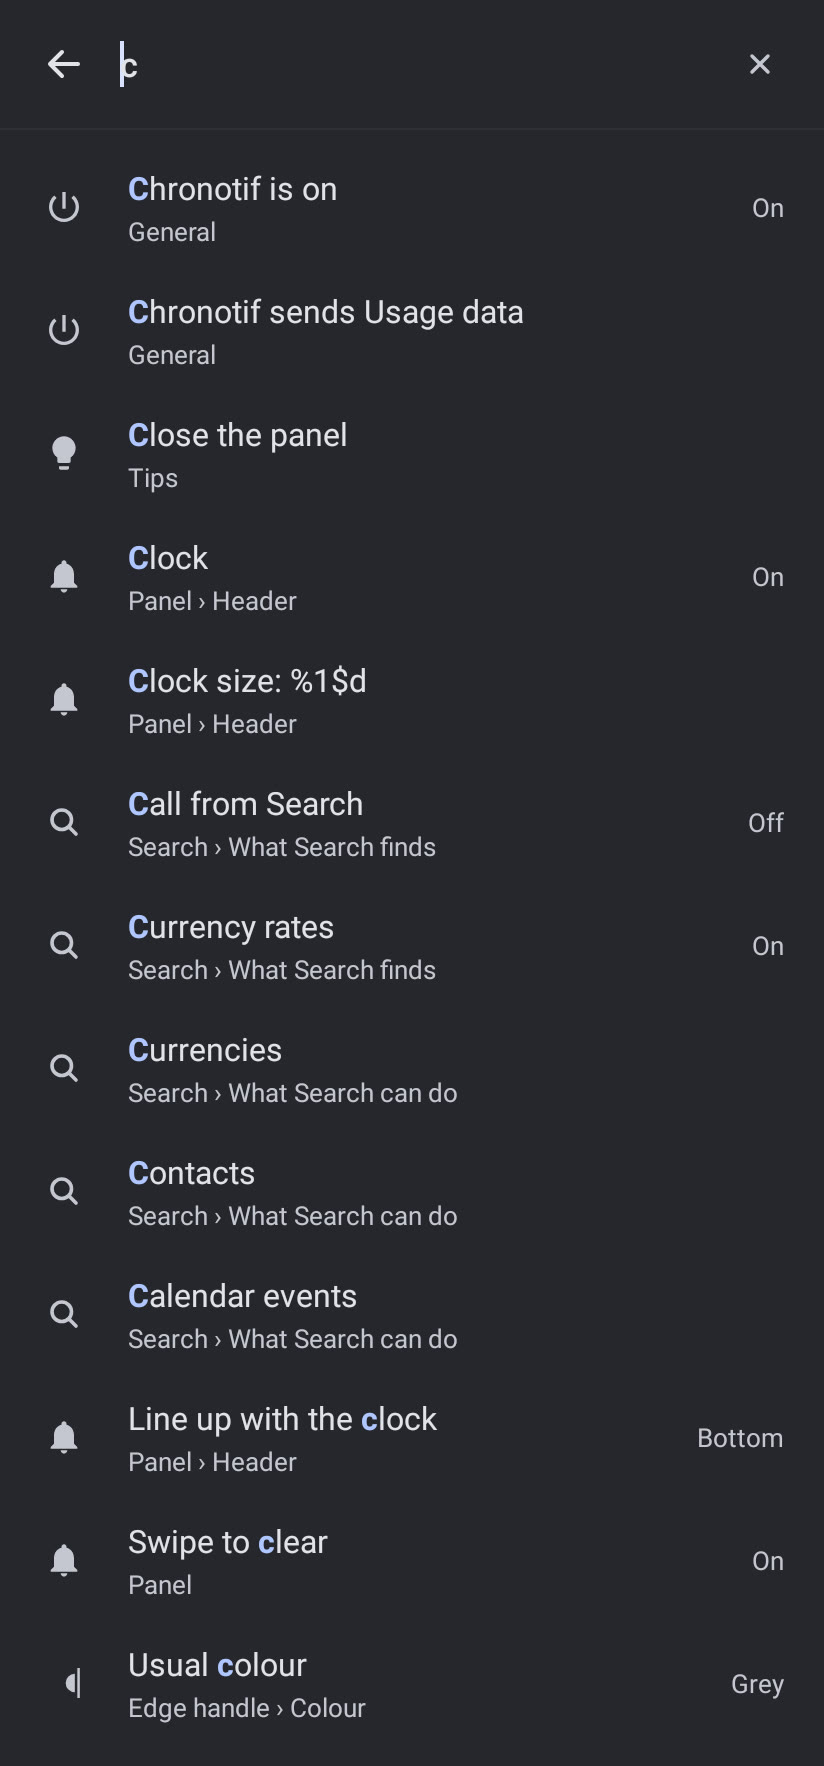 c
Chronotif is on
General
On
Chronotif sends Usage data
General
Close the panel
Tips
Clock
Panel › Header
On
Clock size: %1$d
Panel › Header
Call from Search
Search › What Search finds
Off
Currency rates
Search › What Search finds
On
Currencies
Search › What Search can do
Contacts
Search › What Search can do
Calendar events
Search › What Search can do
Line up with the clock
Panel › Header
Bottom
Swipe to clear
Panel
On
Usual colour
Edge handle › Colour
Grey